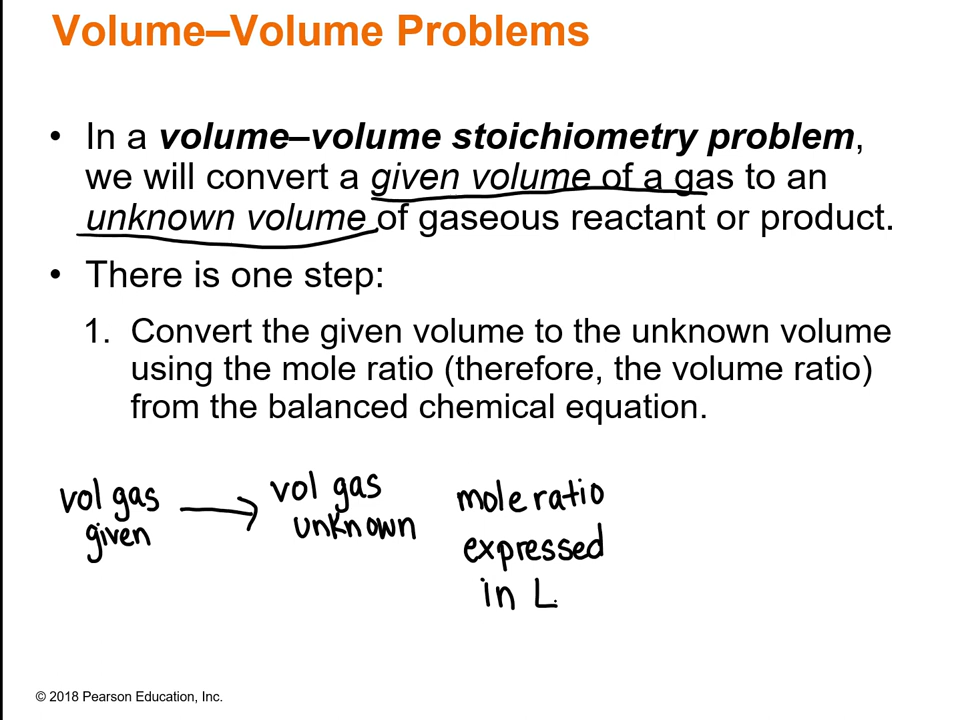 Volume–Volume Problems
• In a volume–volume stoichiometry problem,
we will convert a given volume of a gas to an
unknown volume of gaseous reactant or product.
• There is one step:
1. Convert the given volume to the unknown volume
using the mole ratio (therefore, the volume ratio)
from the balanced chemical equation.
vol gas
given
vol gas
unknown
mole ratio
expressed
in L
© 2018 Pearson Education, Inc.